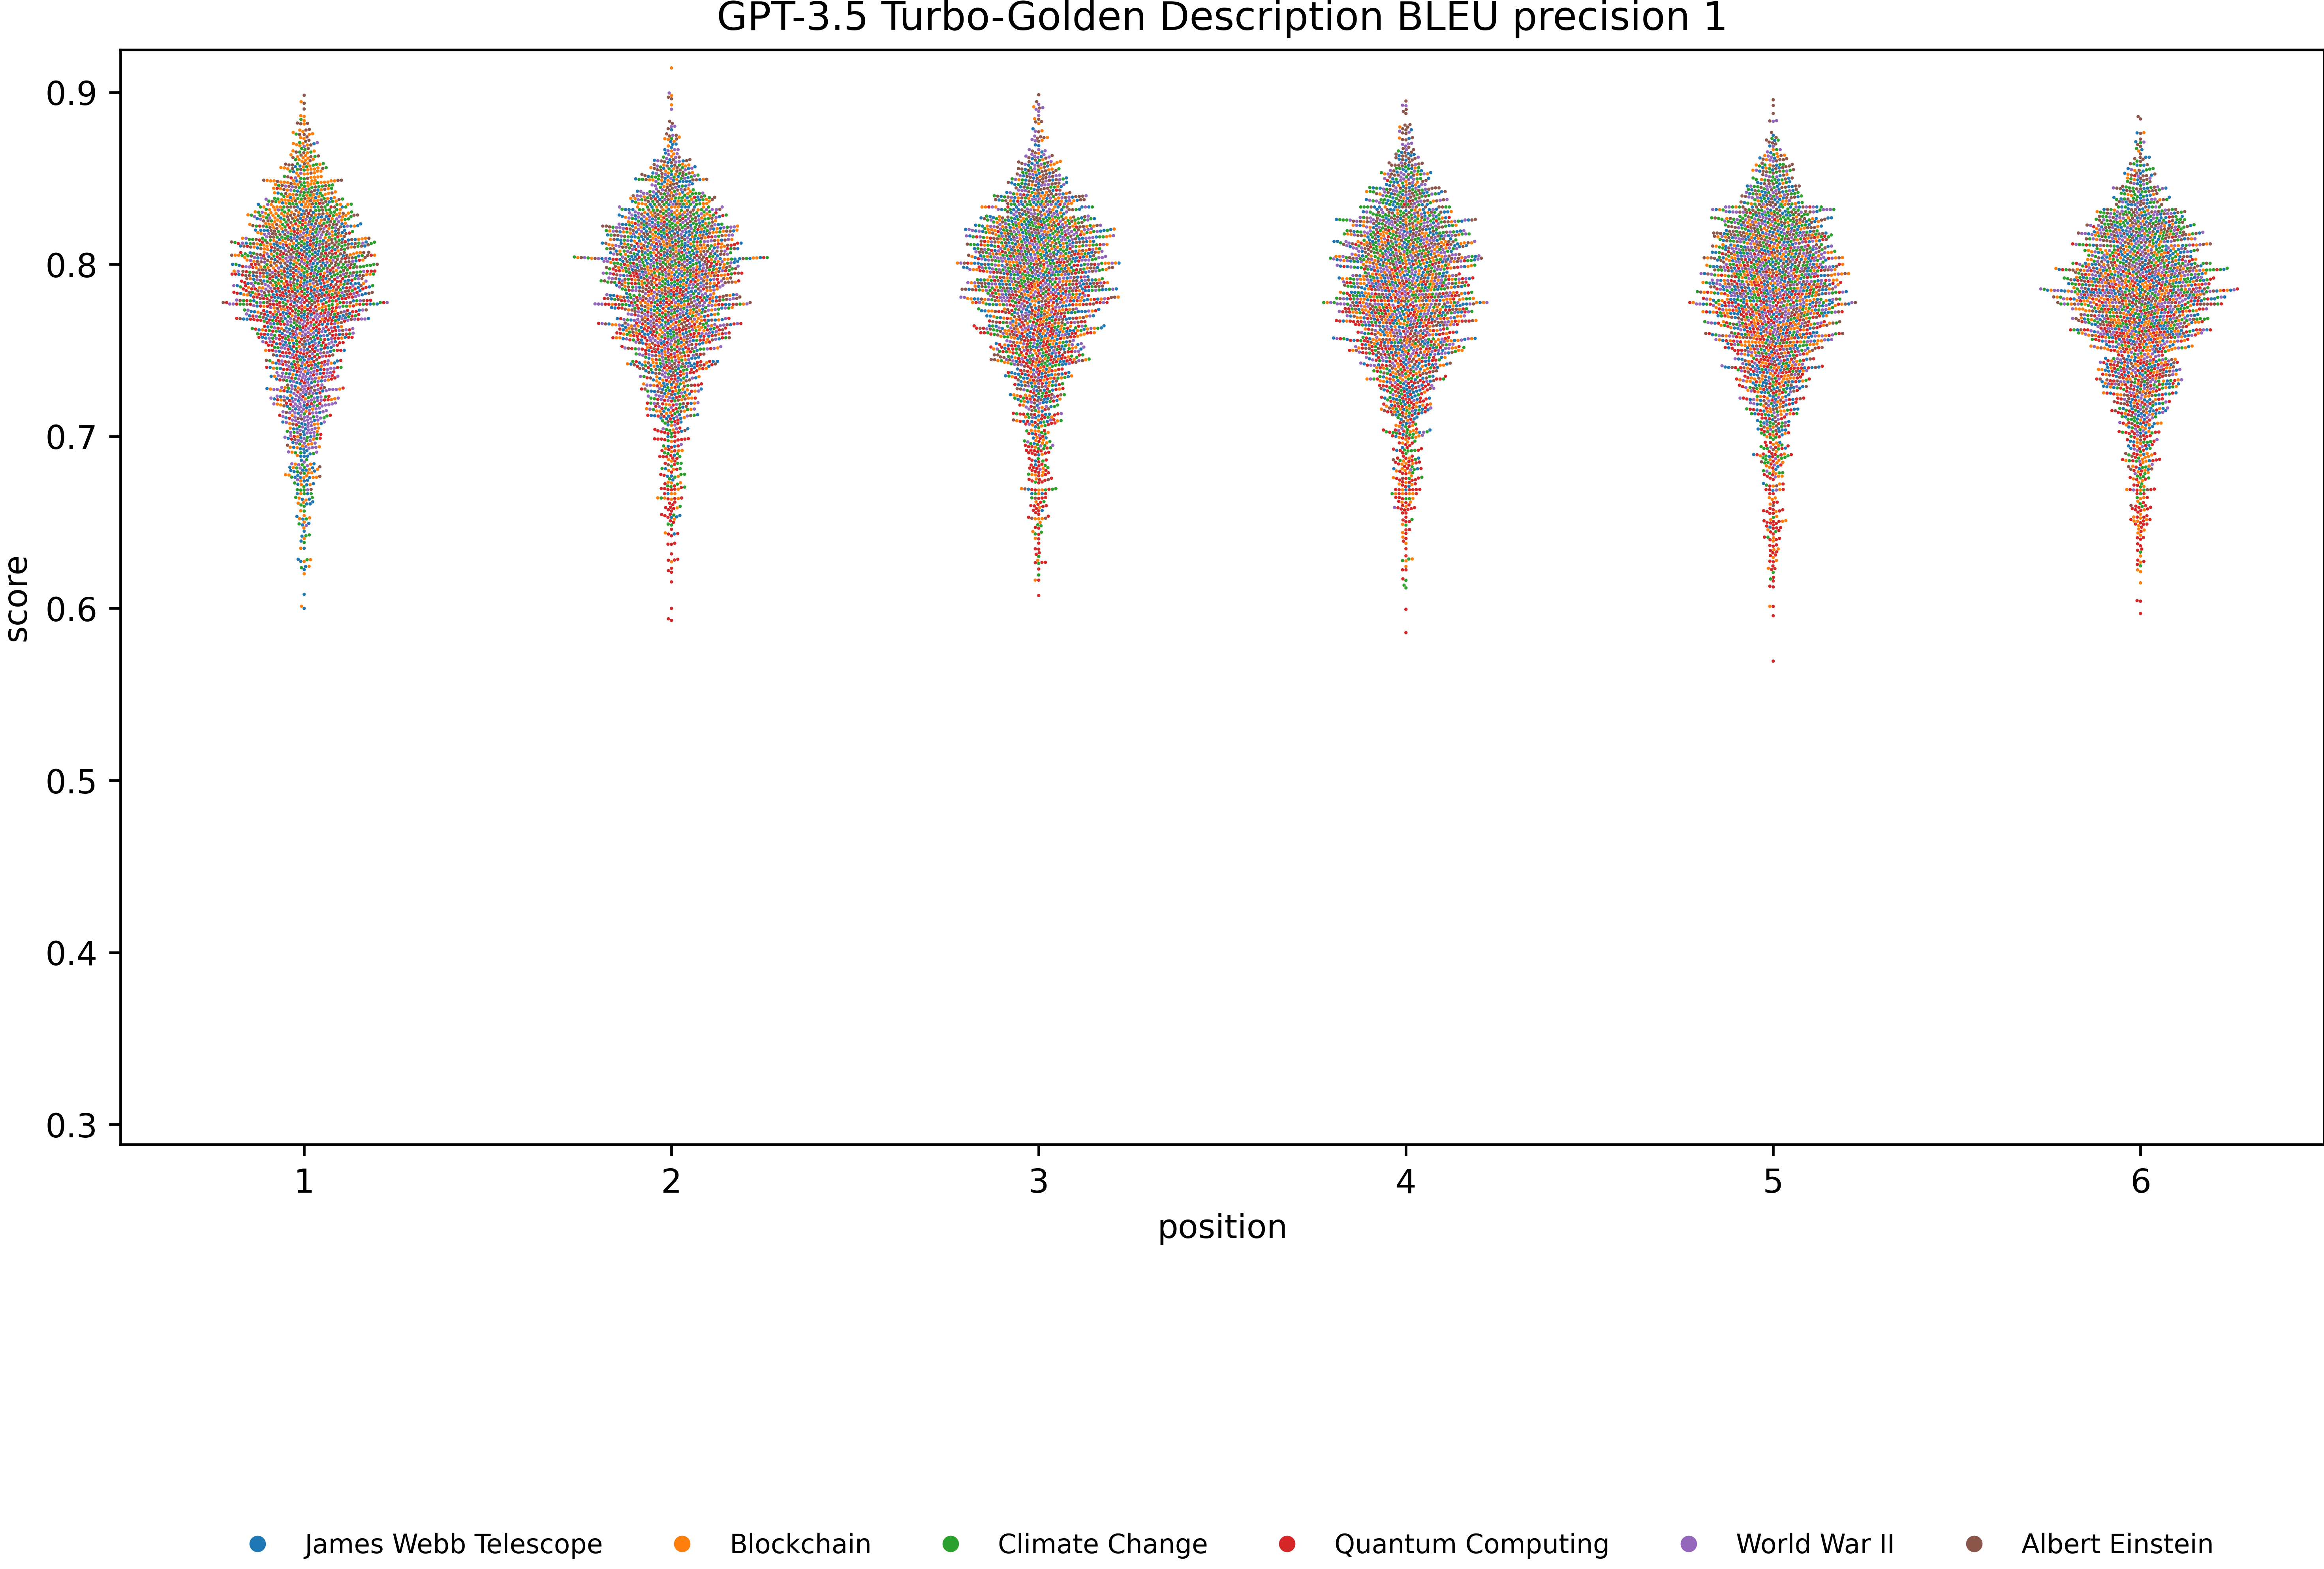 GPT-3.5 Turbo-Golden Description BLEU precision 1
score
0.9
0.8
0.7
0.6
0.5
0.4
0.3
1 2 3 4 5 6
position
James Webb Telescope Blockchain Climate Change Quantum Computing World War II Albert Einstein